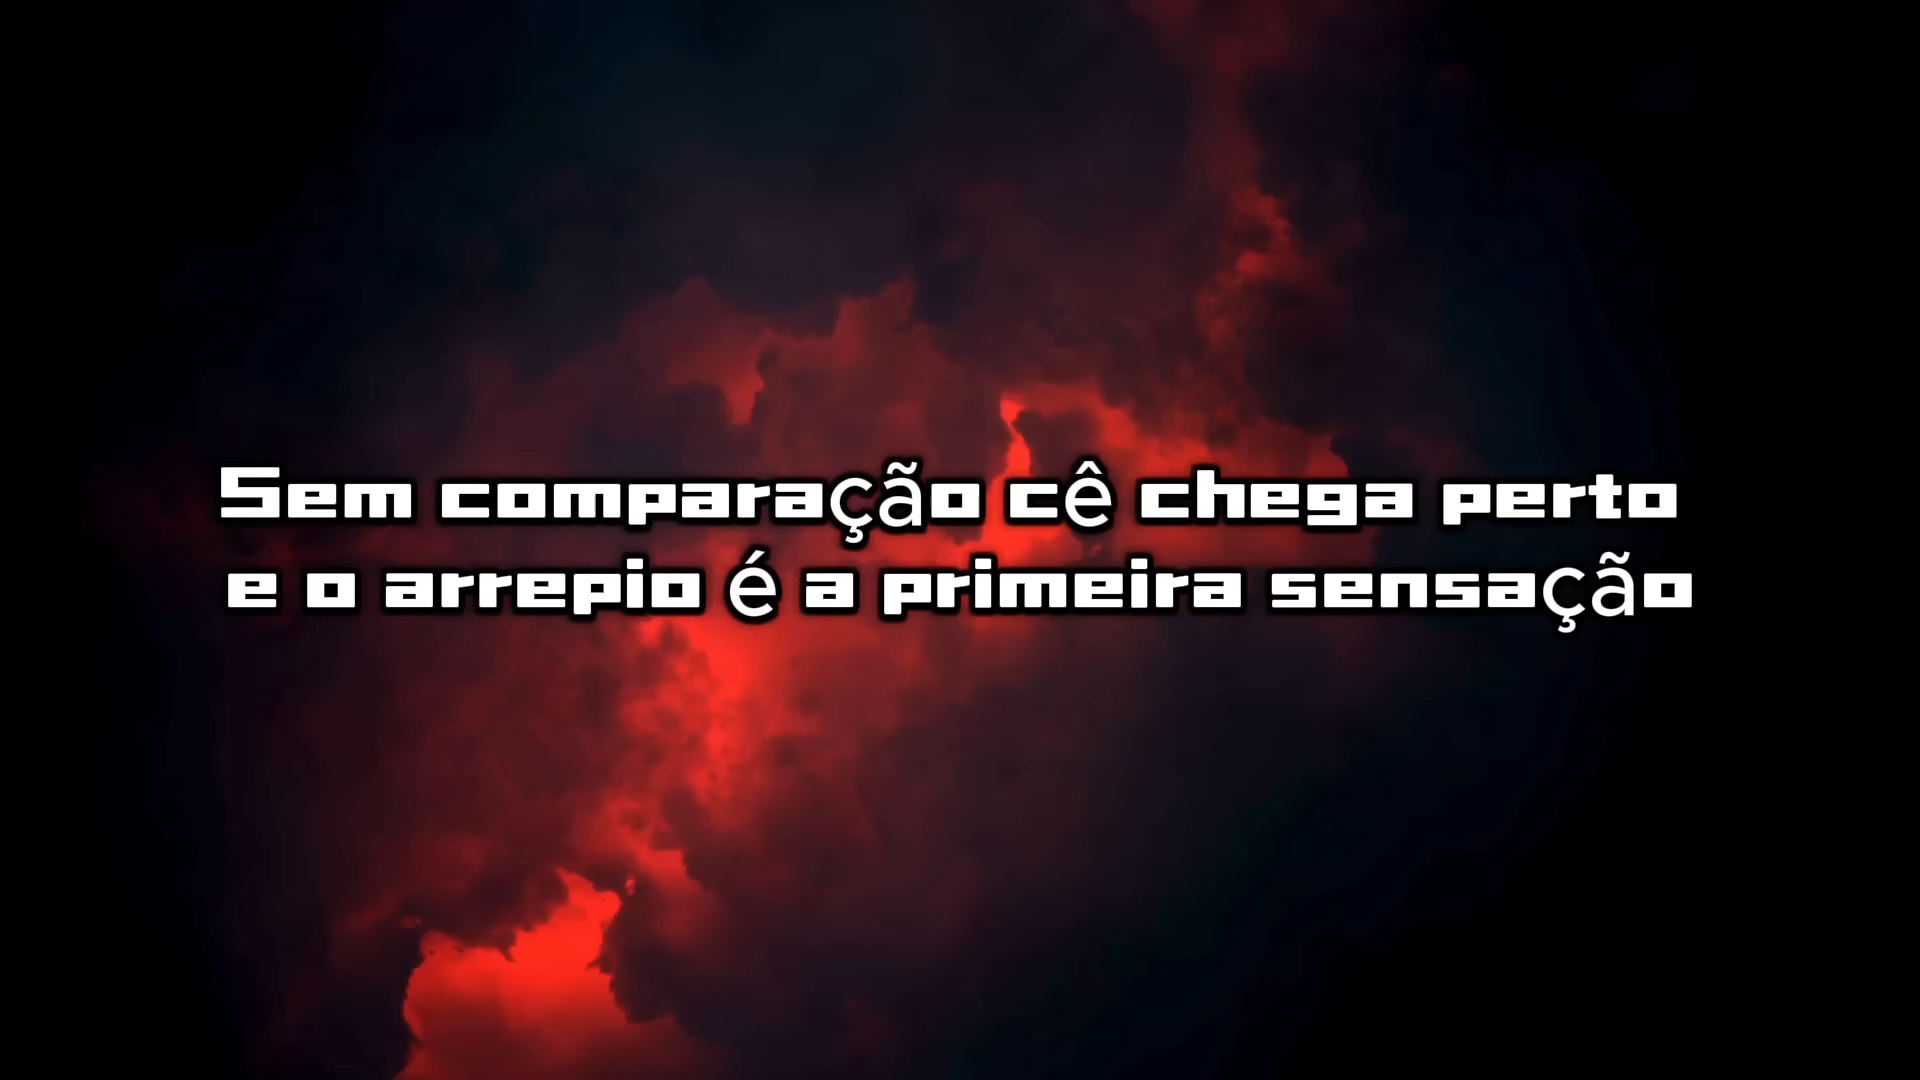 Sem comparação cê chega perto
e o arrepio é a primeira sensação